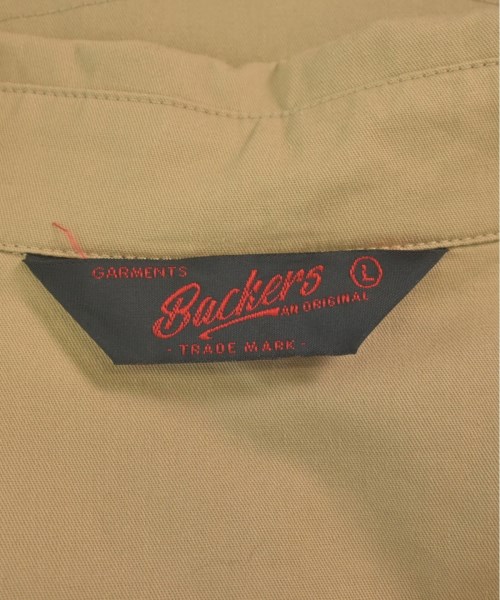 GARMENTS
Backers
L
AN ORIGINAL
- TRADE MARK -